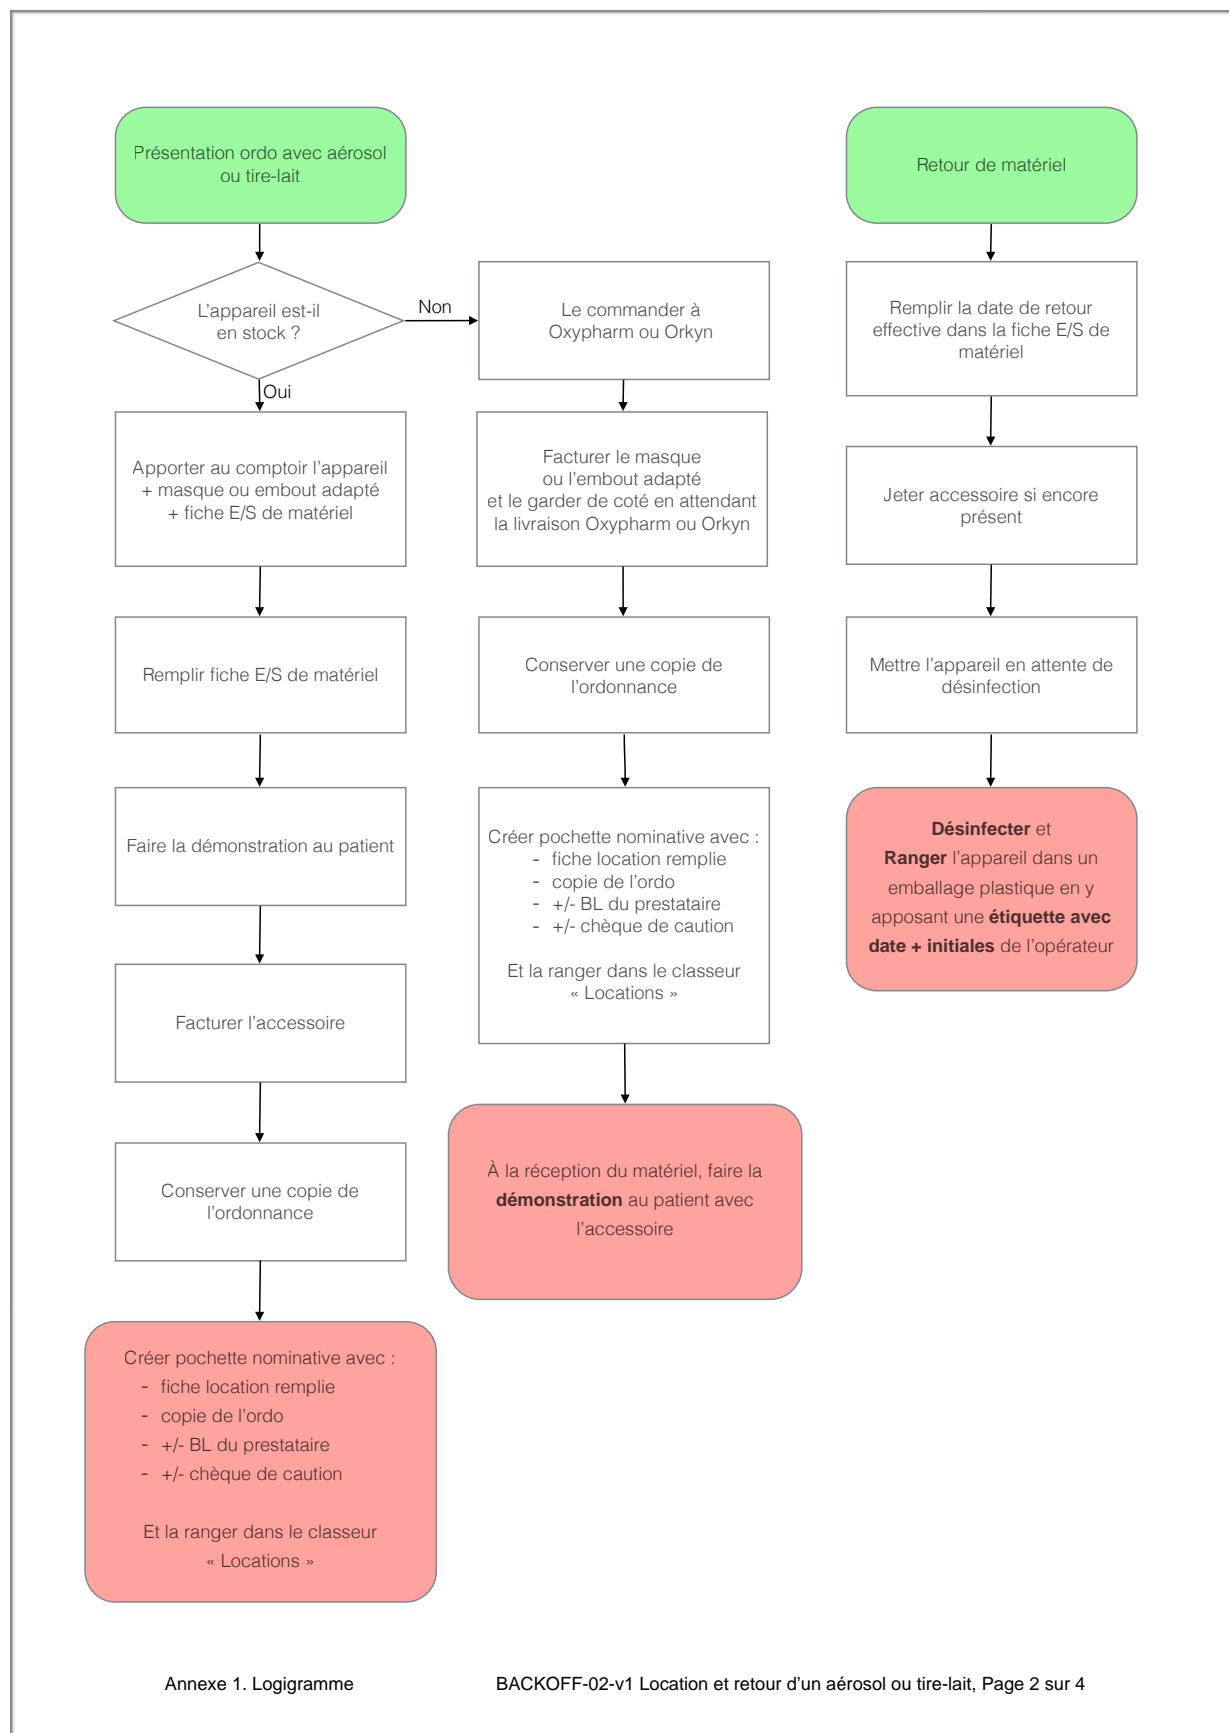 Présentation ordo avec aérosol
ou tire-lait
L'appareil est-il
en stock ?
Non
Oui
Apporter au comptoir l'appareil
+ masque ou embout adapté
+ fiche E/S de matériel
Remplir fiche E/S de matériel
Faire la démonstration au patient
Facturer l'accessoire
Conserver une copie de
l'ordonnance
Créer pochette nominative avec :
- fiche location remplie
- copie de l'ordo
- +/- BL du prestataire
- +/- chèque de caution
Et la ranger dans le classeur
« Locations »
Le commander à
Oxypharm ou Orkyn
Facturer le masque
ou l'embout adapté
et le garder de coté en attendant
la livraison Oxypharm ou Orkyn
Conserver une copie de
l'ordonnance
Créer pochette nominative avec :
- fiche location remplie
- copie de l'ordo
- +/- BL du prestataire
- +/- chèque de caution
Et la ranger dans le classeur
« Locations »
À la réception du matériel, faire la
démonstration au patient avec
l'accessoire
Retour de matériel
Remplir la date de retour
effective dans la fiche E/S de
matériel
Jeter accessoire si encore
présent
Mettre l'appareil en attente de
désinfection
Désinfecter et
Ranger l'appareil dans un
emballage plastique en y
apposant une étiquette avec
date + initiales de l'opérateur
Annexe 1. Logigramme
BACKOFF-02-v1 Location et retour d'un aérosol ou tire-lait, Page 2 sur 4